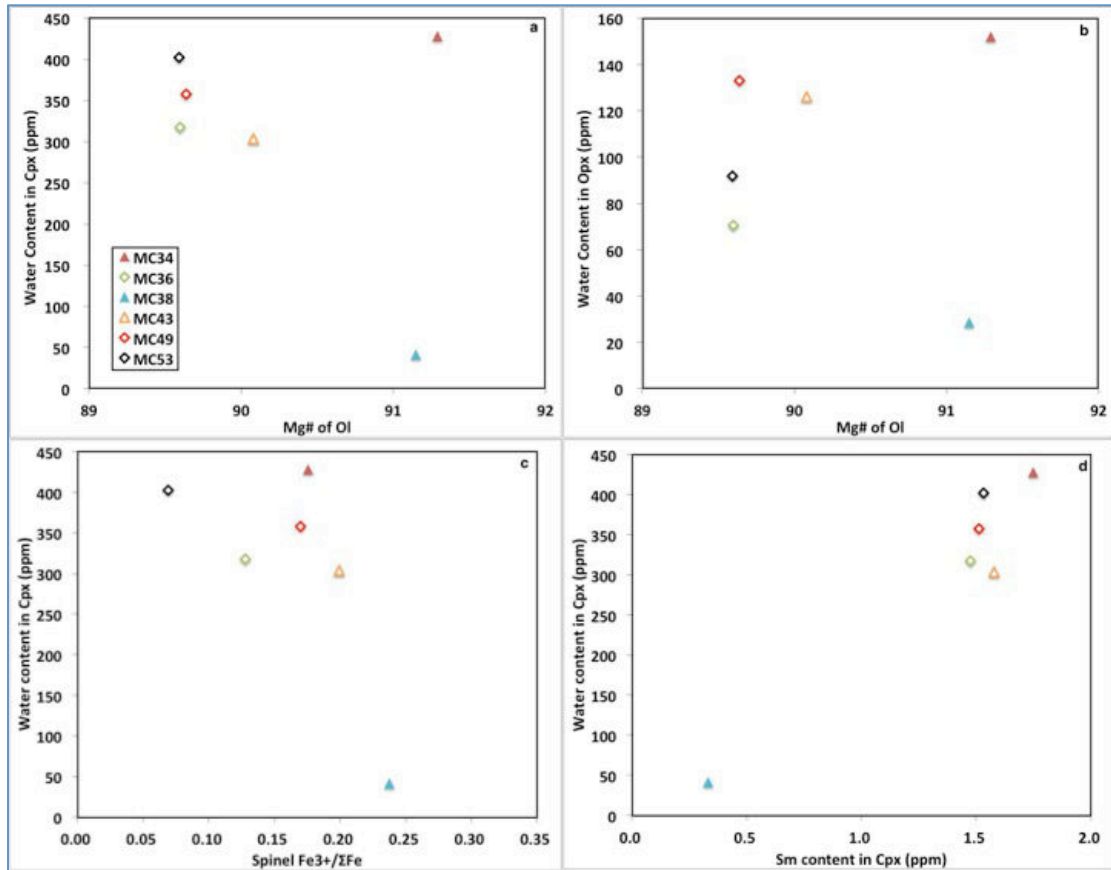 a
450
400
350
300
250
200
150
100
50
0
Water Content in Cpx (ppm)
MC34
MC36
MC38
MC43
MC49
MC53
89 90 91 92
Mg# of Ol
b
160
140
120
100
80
60
40
20
0
Water Content in Opx (ppm)
89 90 91 92
Mg# of Ol
c
450
400
350
300
250
200
150
100
50
0
Water content in Cpx (ppm)
0.00 0.05 0.10 0.15 0.20 0.25 0.30 0.35
Spinel Fe3+/ΣFe
d
450
400
350
300
250
200
150
100
50
0
Water content in Cpx (ppm)
0.0 0.5 1.0 1.5 2.0
Sm content in Cpx (ppm)